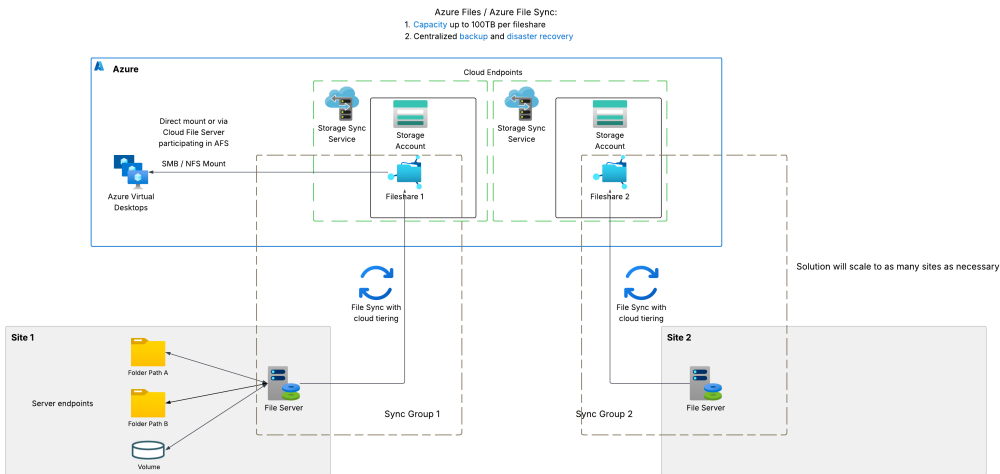 Azure Files / Azure File Sync:
1. Capacity up to 100TB per fileshare
2. Centralized backup and disaster recovery
Azure
Cloud Endpoints
Direct mount or via
Cloud File Server
participating in AFS
SMB / NFS Mount
Azure Virtual
Desktops
Storage Sync
Service
Storage
Account
Fileshare 1
Storage Sync
Service
Storage
Account
Fileshare 2
Solution will scale to as many sites as necessary
File Sync with
cloud tiering
File Sync with
cloud tiering
Site 1
Folder Path A
Server endpoints
Folder Path B
Volume
File Server
Sync Group 1
Sync Group 2
Site 2
File Server